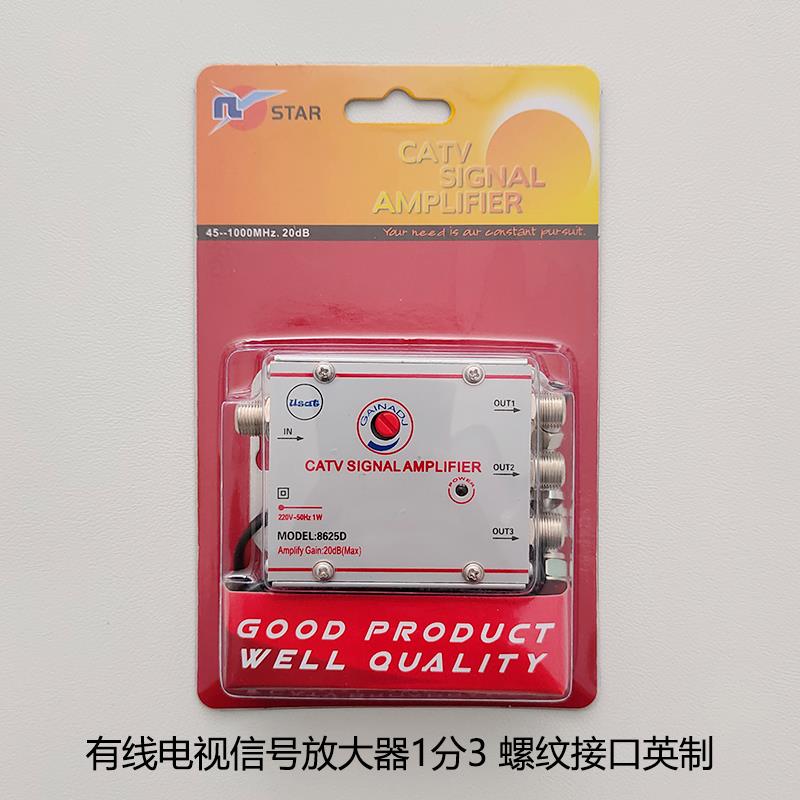 STAR
CATV
SIGNAL
AMPLIFIER
45--1000MHz. 20dB
Your need is our constant pursuit.
Usat
GAIN ADJ
OUT1
IN
CATV SIGNAL AMPLIFIER
OUT2
POWER
220V~50Hz 1W
MODEL:8625D
OUT3
Amplify Gain:20dB(Max)
GOOD PRODUCT
WELL QUALITY
有线电视信号放大器1分3 螺纹接口英制